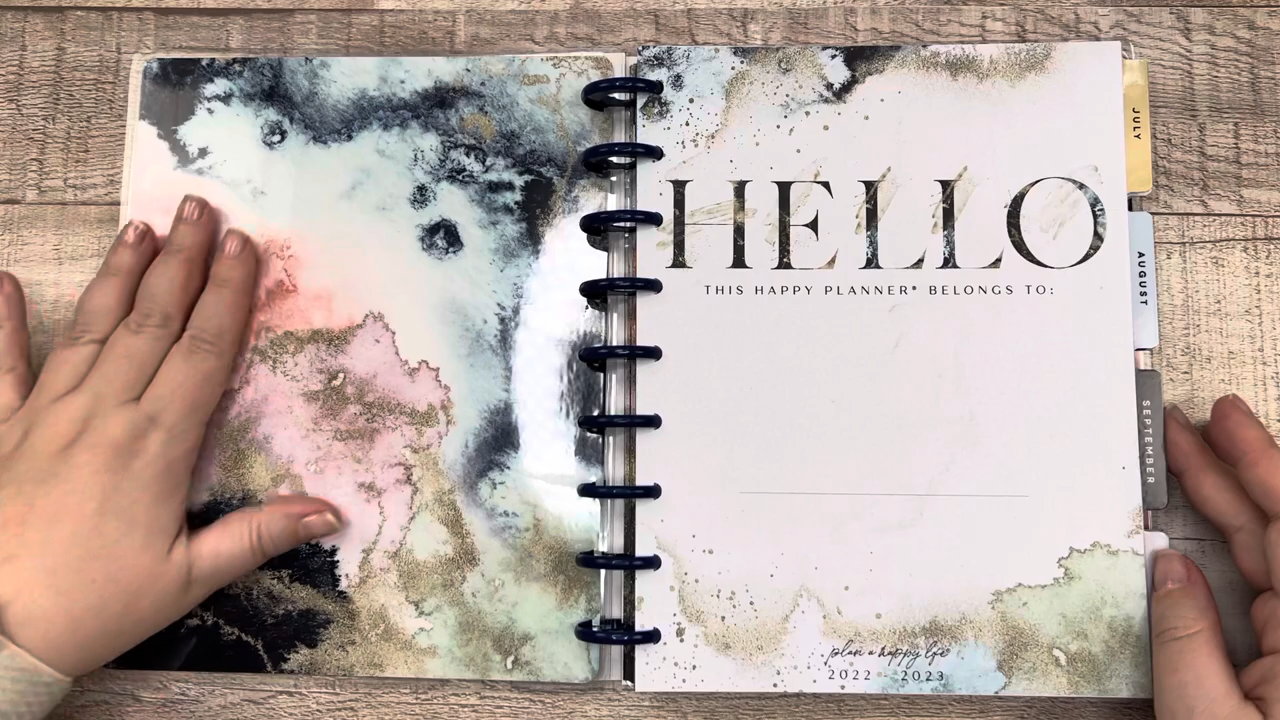 HELLO
THIS HAPPY PLANNER® BELONGS TO:
plan a happy life
2022 - 2023
JULY
AUGUST
SEPTEMBER